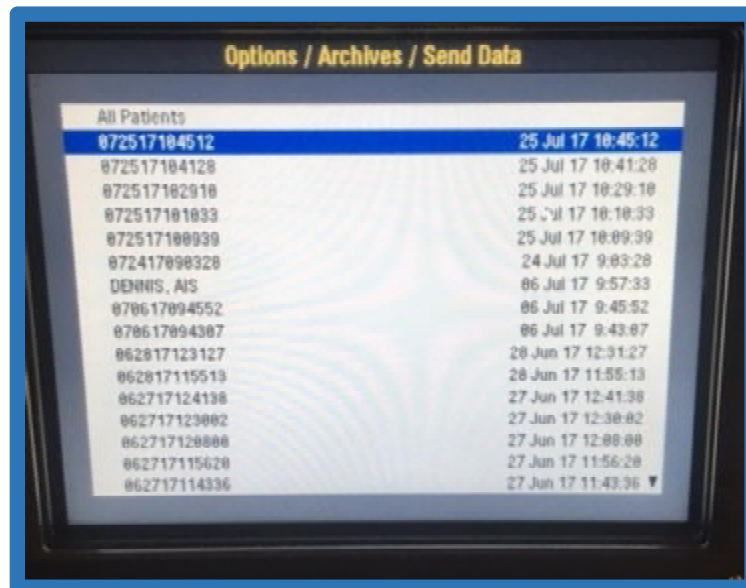 Options / Archives / Send Data
All Patients
072517104512 25 Jul 17 10:45:12
072517104128 25 Jul 17 10:41:28
072517102910 25 Jul 17 10:29:10
072517101033 25 Jul 17 10:10:33
072517100939 25 Jul 17 10:09:39
072417090328 24 Jul 17 9:03:28
DENNIS, AIS 06 Jul 17 9:57:33
070617094552 06 Jul 17 9:45:52
070617094307 06 Jul 17 9:43:07
062817123127 28 Jun 17 12:31:27
062817115513 28 Jun 17 11:55:13
062717124138 27 Jun 17 12:41:38
062717123002 27 Jun 17 12:30:02
062717120800 27 Jun 17 12:08:00
062717115620 27 Jun 17 11:56:20
062717114336 27 Jun 17 11:43:36 ▼